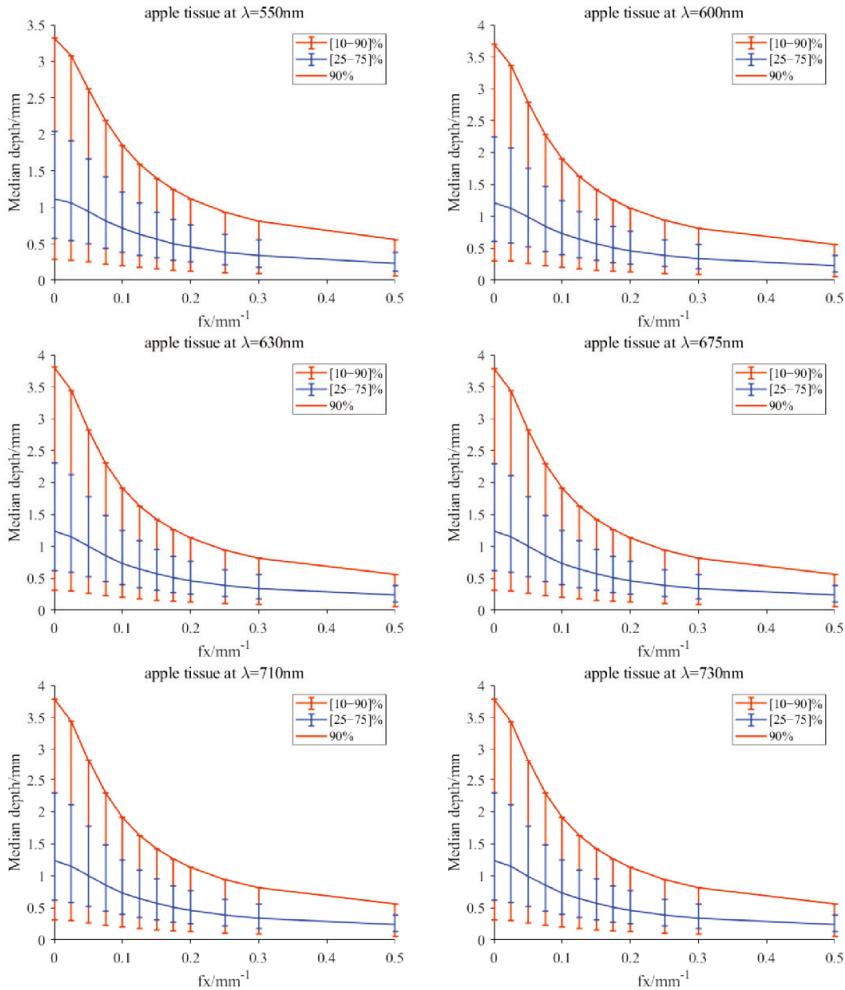 apple tissue at λ=550nm
[10−90]%
[25−75]%
90%
Median depth/mm
3.5
3
2.5
2
1.5
1
0.5
0
0 0.1 0.2 0.3 0.4 0.5
fx/mm⁻¹
apple tissue at λ=600nm
[10−90]%
[25−75]%
90%
Median depth/mm
4
3.5
3
2.5
2
1.5
1
0.5
0
0 0.1 0.2 0.3 0.4 0.5
fx/mm⁻¹
apple tissue at λ=630nm
[10−90]%
[25−75]%
90%
Median depth/mm
4
3.5
3
2.5
2
1.5
1
0.5
0
0 0.1 0.2 0.3 0.4 0.5
fx/mm⁻¹
apple tissue at λ=675nm
[10−90]%
[25−75]%
90%
Median depth/mm
4
3.5
3
2.5
2
1.5
1
0.5
0
0 0.1 0.2 0.3 0.4 0.5
fx/mm⁻¹
apple tissue at λ=710nm
[10−90]%
[25−75]%
90%
Median depth/mm
4
3.5
3
2.5
2
1.5
1
0.5
0
0 0.1 0.2 0.3 0.4 0.5
fx/mm⁻¹
apple tissue at λ=730nm
[10−90]%
[25−75]%
90%
Median depth/mm
4
3.5
3
2.5
2
1.5
1
0.5
0
0 0.1 0.2 0.3 0.4 0.5
fx/mm⁻¹